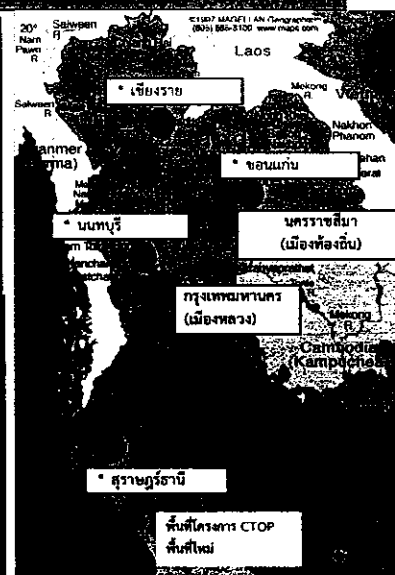 ©1997 MAGELLAN Geographix
(805) 685-3100 www.maps.com
20°
Salween
R.
Nam
Pawn
R.
Laos
* เชียงราย
Mekong
R.
Salween
R.
Nakhon
Phanom
* ขอนแก่น
* นนทบุรี
นครราชสีมา
(เมืองท้องถิ่น)
กรุงเทพมหานคร
(เมืองหลวง)
Mekong
R.
Cambodia
(Kampuchea)
* สุราษฎร์ธานี
พื้นที่โครงการ CTOP
พื้นที่ใหม่